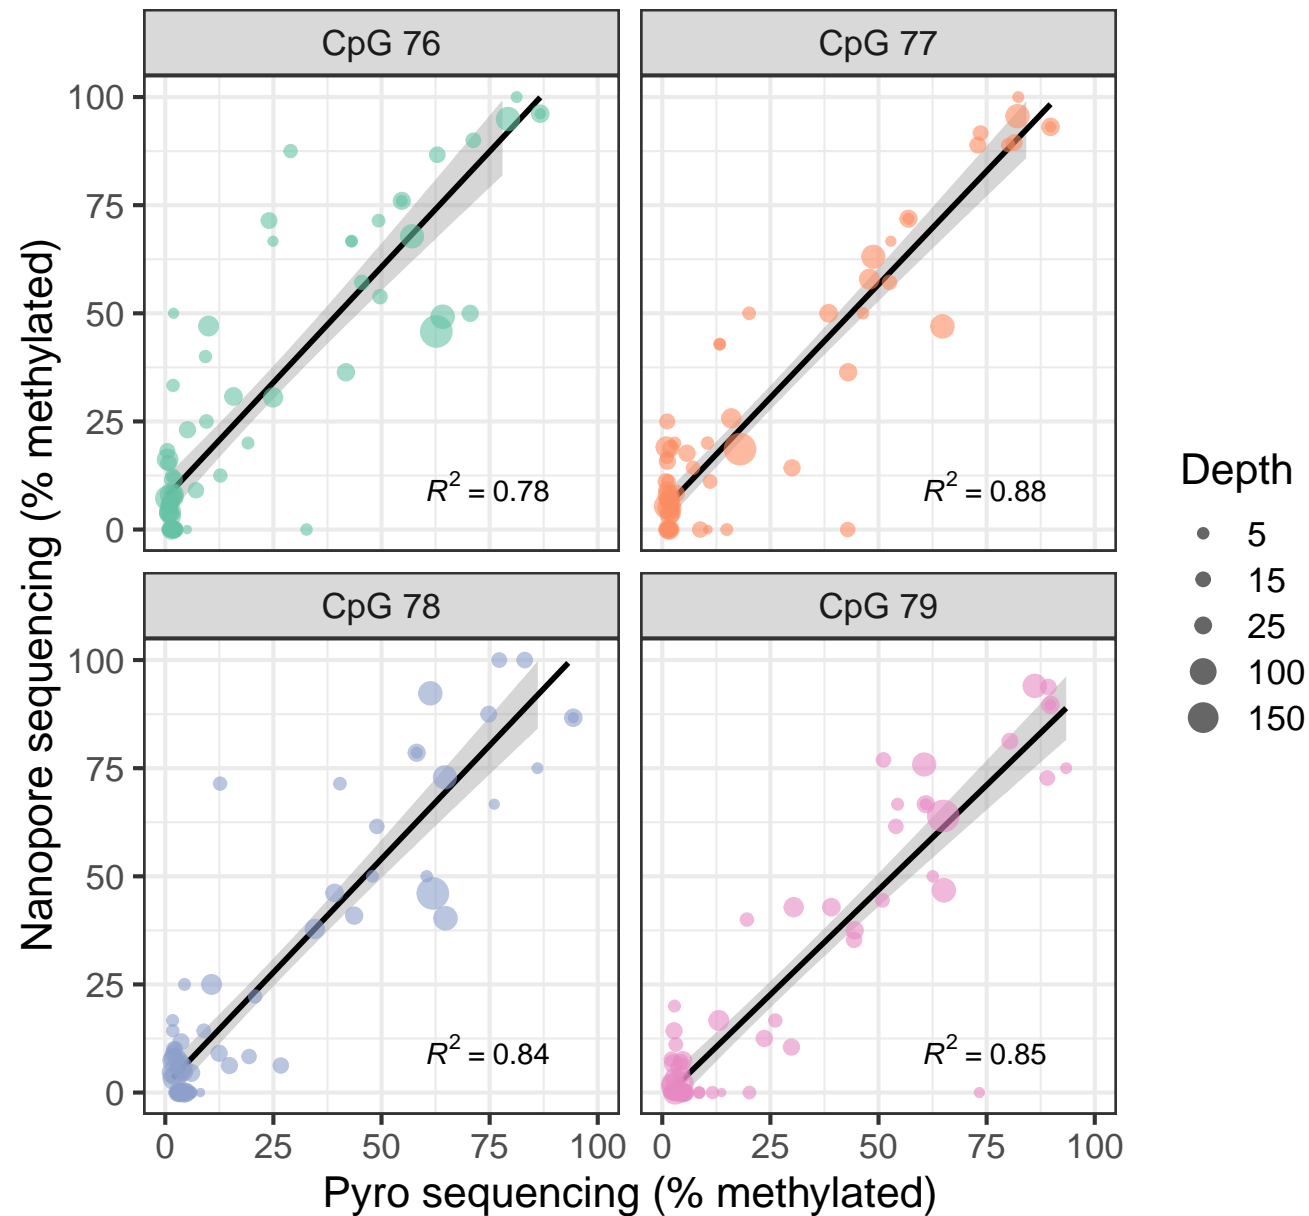 CpG 76
CpG 77
100
75
50
25
0
R² = 0.78
R² = 0.88
CpG 78
CpG 79
100
75
50
25
0
R² = 0.84
R² = 0.85
0 25 50 75 100
0 25 50 75 100
Pyro sequencing (% methylated)
Nanopore sequencing (% methylated)
Depth
5
15
25
100
150